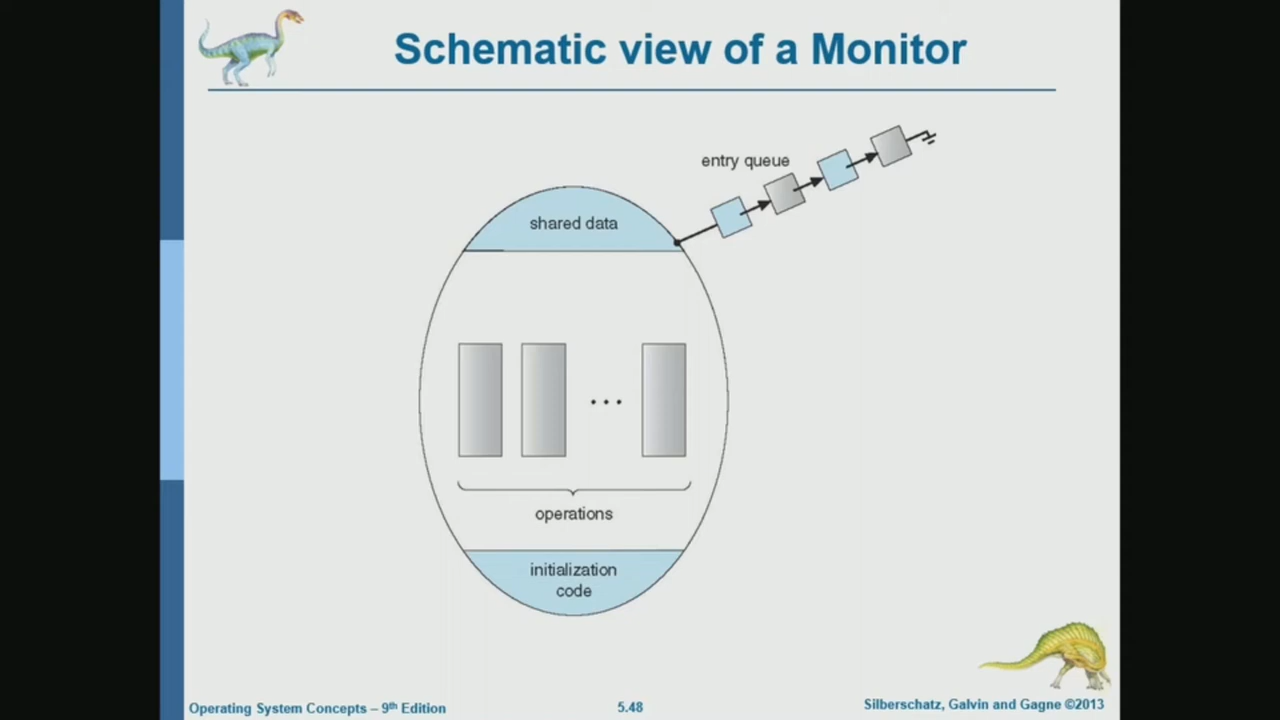 Schematic view of a Monitor
entry queue
shared data
. . .
operations
initialization
code
Operating System Concepts – 9th Edition
5.48
Silberschatz, Galvin and Gagne ©2013